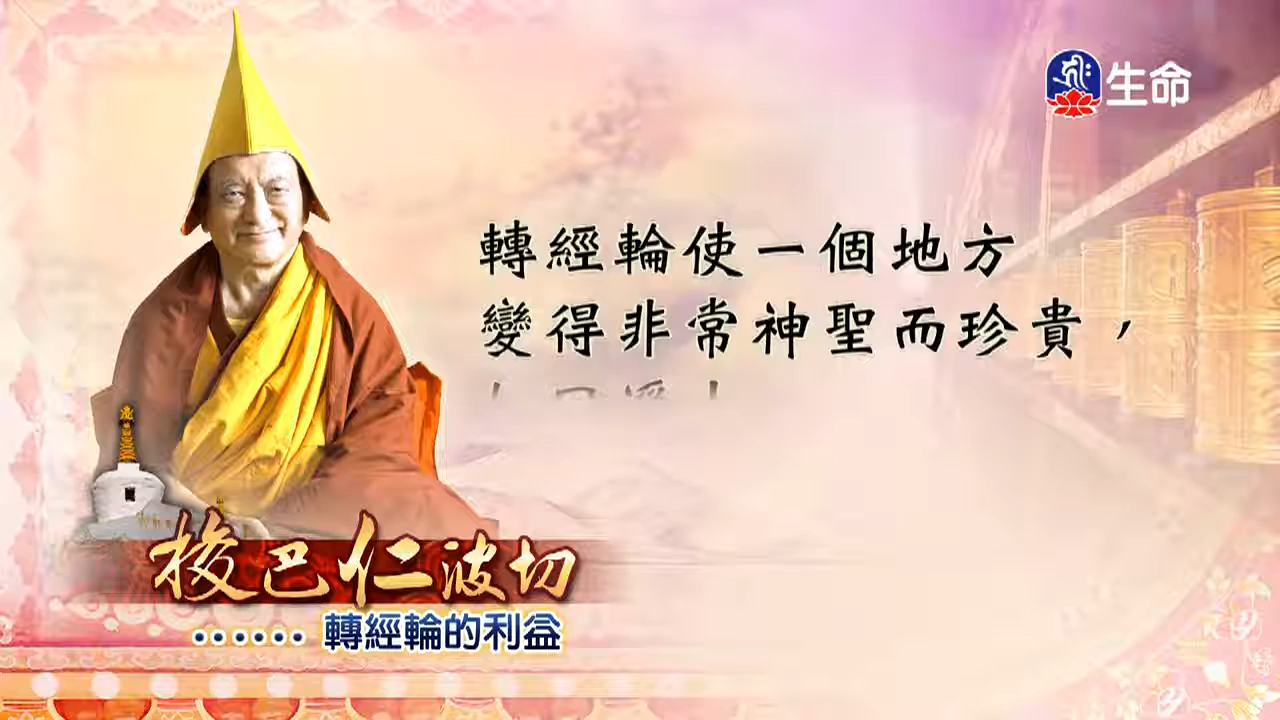 生命
轉經輪使一個地方
變得非常神聖而珍貴，
梭巴仁波切
······ 轉經輪的利益